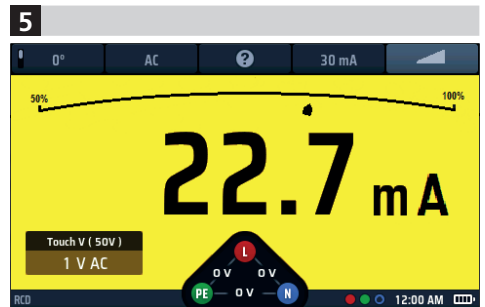 5
0° AC ? 30 mA
50% 100%
22.7 mA
Touch V ( 50V )
1 V AC
L
0 V 0 V
PE 0 V N
RCD 12:00 AM